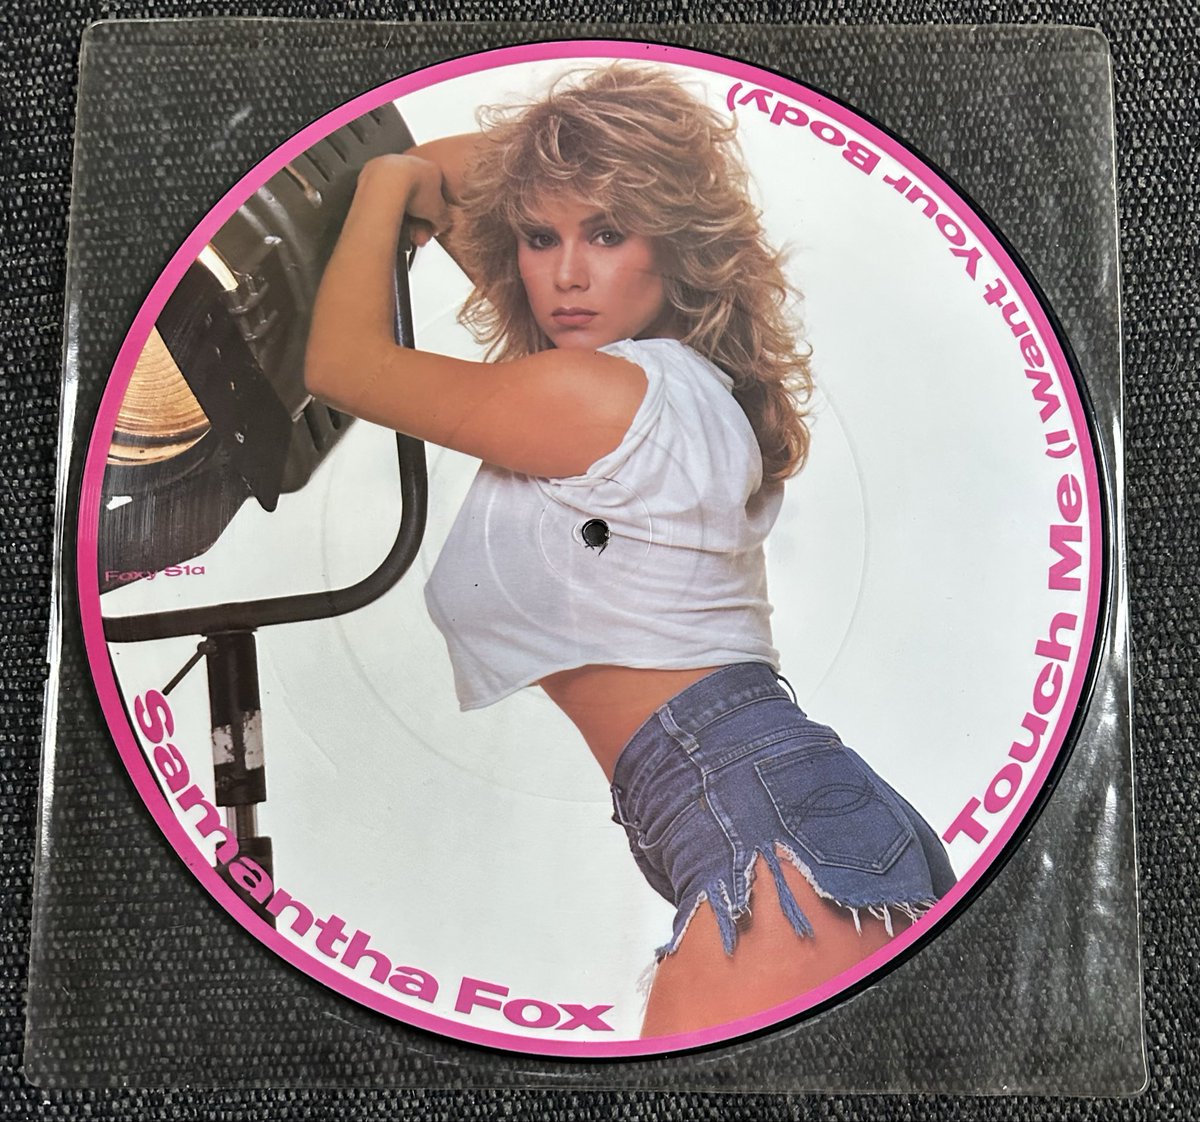 Touch Me (I Want Your Body)
Foxy S1a
Samantha Fox